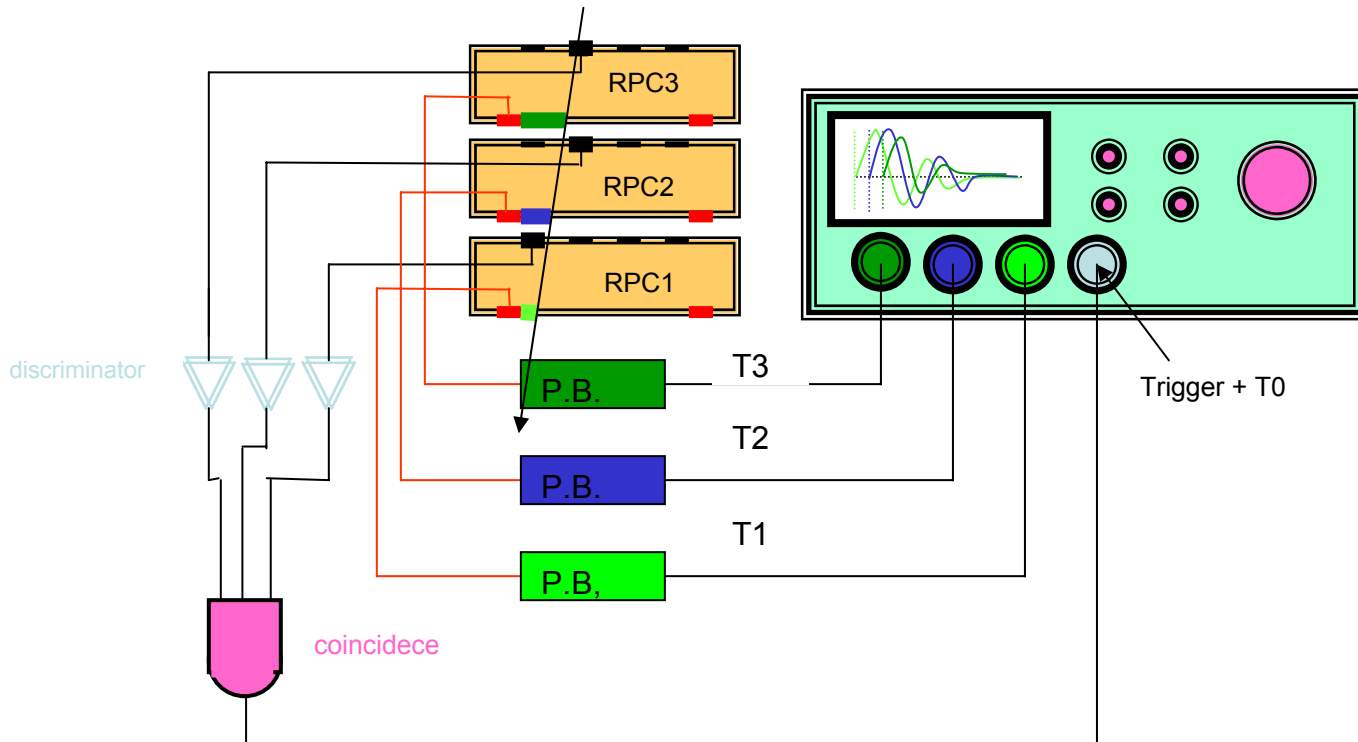 RPC3
RPC2
RPC1
discriminator
T3
P.B.
Trigger + T0
T2
P.B.
T1
P.B,
coincidece